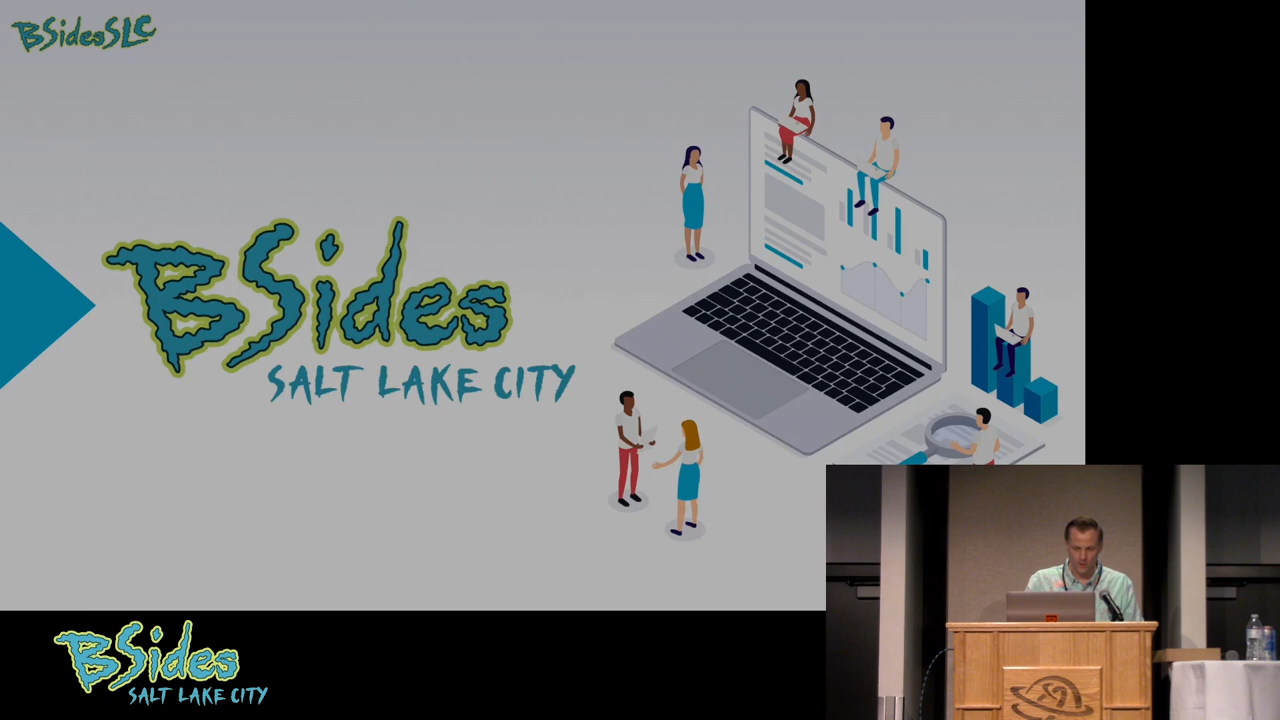 BSidesSLC
BSides
SALT LAKE CITY
BSides
SALT LAKE CITY